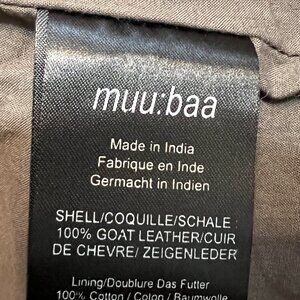 muu:baa
Made in India
Fabrique en Inde
Germacht in Indien
SHELL/COQUILLE/SCHALE :
100% GOAT LEATHER/CUIR
DE CHEVRE/ ZEIGENLEDER
Lining/Doublure Das Futter
100% Cotton / Colon / Baumwolle